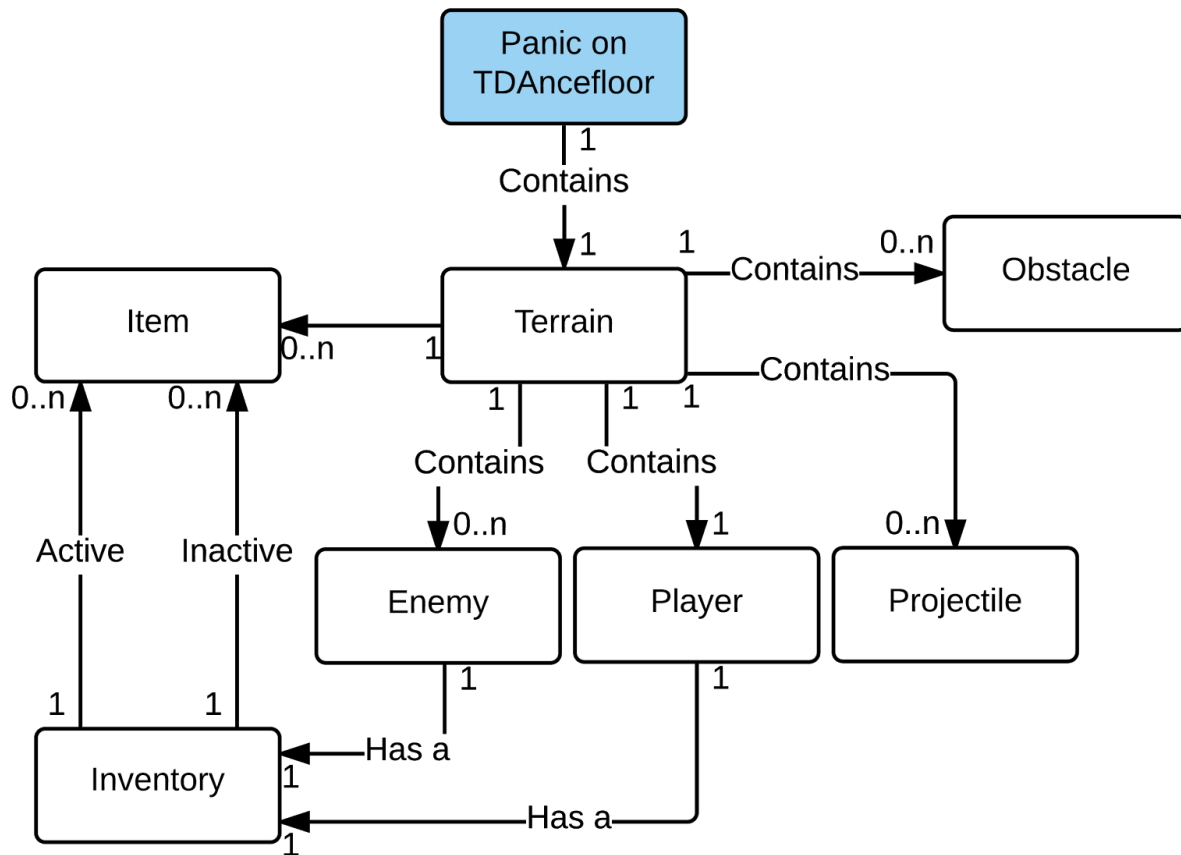 Panic on
TDAncefloor
1
Contains
1
1
Contains
0..n
Obstacle
Item
Terrain
0..n
1
Contains
0..n
0..n
1
1
1
Contains
Contains
0..n
1
0..n
Active
Inactive
Enemy
Player
Projectile
1
1
1
1
Has a
1
Inventory
Has a
1